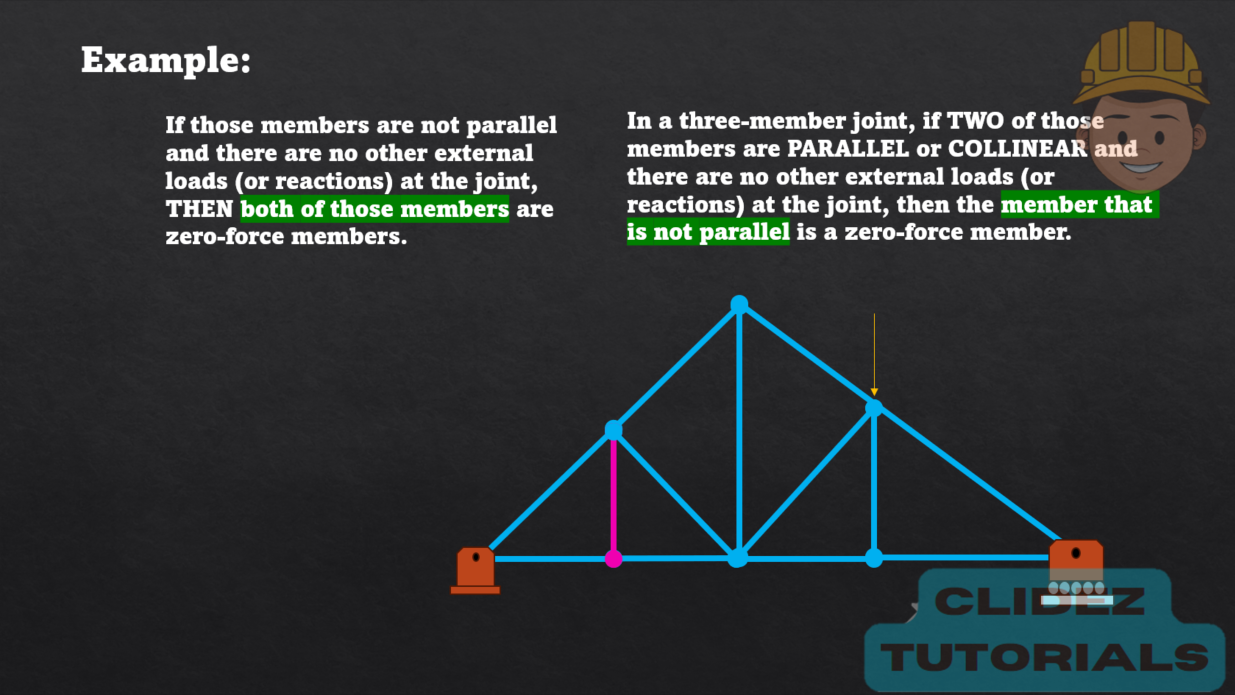 Example:
If those members are not parallel
and there are no other external
loads (or reactions) at the joint,
THEN both of those members are
zero-force members.
In a three-member joint, if TWO of those
members are PARALLEL or COLLINEAR and
there are no other external loads (or
reactions) at the joint, then the member that
is not parallel is a zero-force member.
CLIDEZ
TUTORIALS